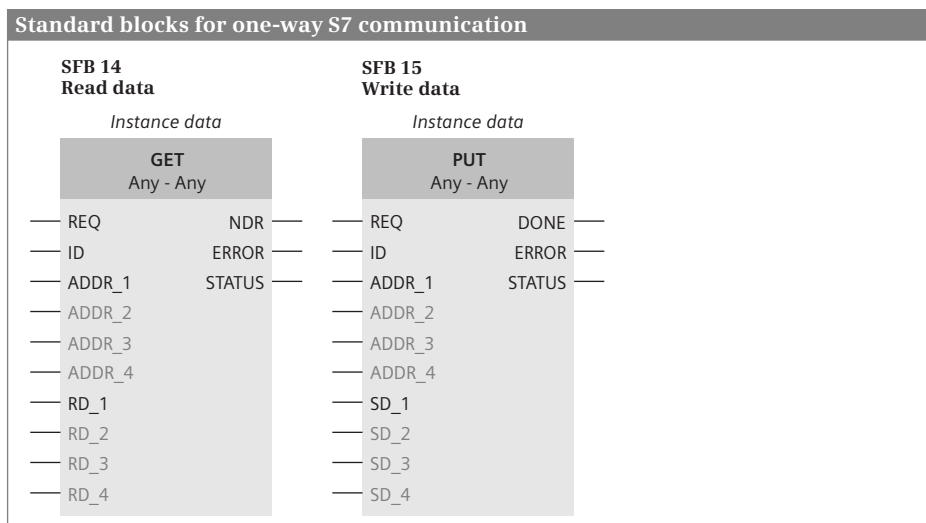 Standard blocks for one-way S7 communication
SFB 14
Read data
SFB 15
Write data
Instance data
GET
Any - Any
REQ
ID
ADDR_1
ADDR_2
ADDR_3
ADDR_4
RD_1
RD_2
RD_3
RD_4
NDR
ERROR
STATUS
Instance data
PUT
Any - Any
REQ
ID
ADDR_1
ADDR_2
ADDR_3
ADDR_4
SD_1
SD_2
SD_3
SD_4
DONE
ERROR
STATUS